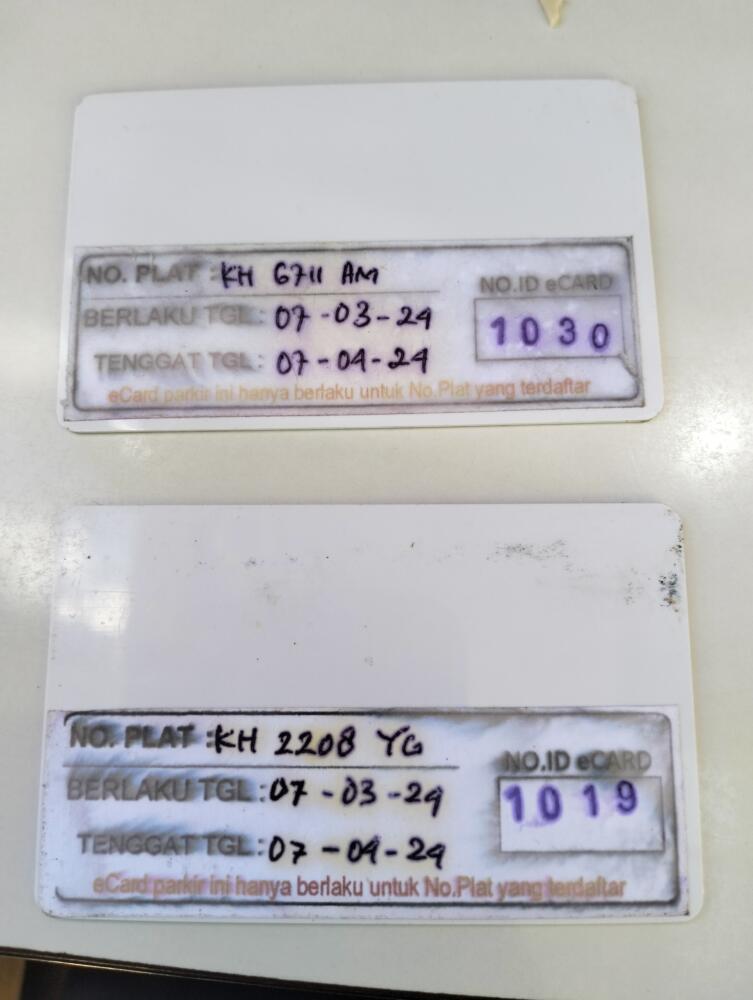 NO. PLAT : KH 6711 AM
NO.ID eCARD
BERLAKU TGL : 07-03-24
1030
TENGGAT TGL : 07-04-24
eCard parkir ini hanya berlaku untuk No.Plat yang terdaftar
NO. PLAT : KH 2208 YG
NO.ID eCARD
BERLAKU TGL : 07-03-24
1019
TENGGAT TGL : 07-04-24
eCard parkir ini hanya berlaku untuk No.Plat yang terdaftar